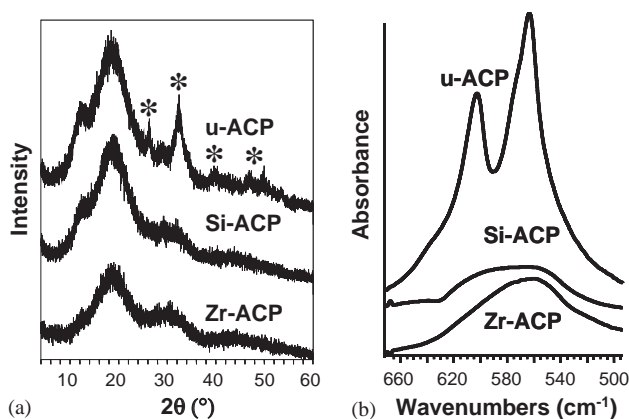 Intensity
* * * *
u-ACP
Si-ACP
Zr-ACP
10 20 30 40 50 60
2θ (°)
(a)
Absorbance
u-ACP
Si-ACP
Zr-ACP
660 620 580 540 500
Wavenumbers (cm-1)
(b)